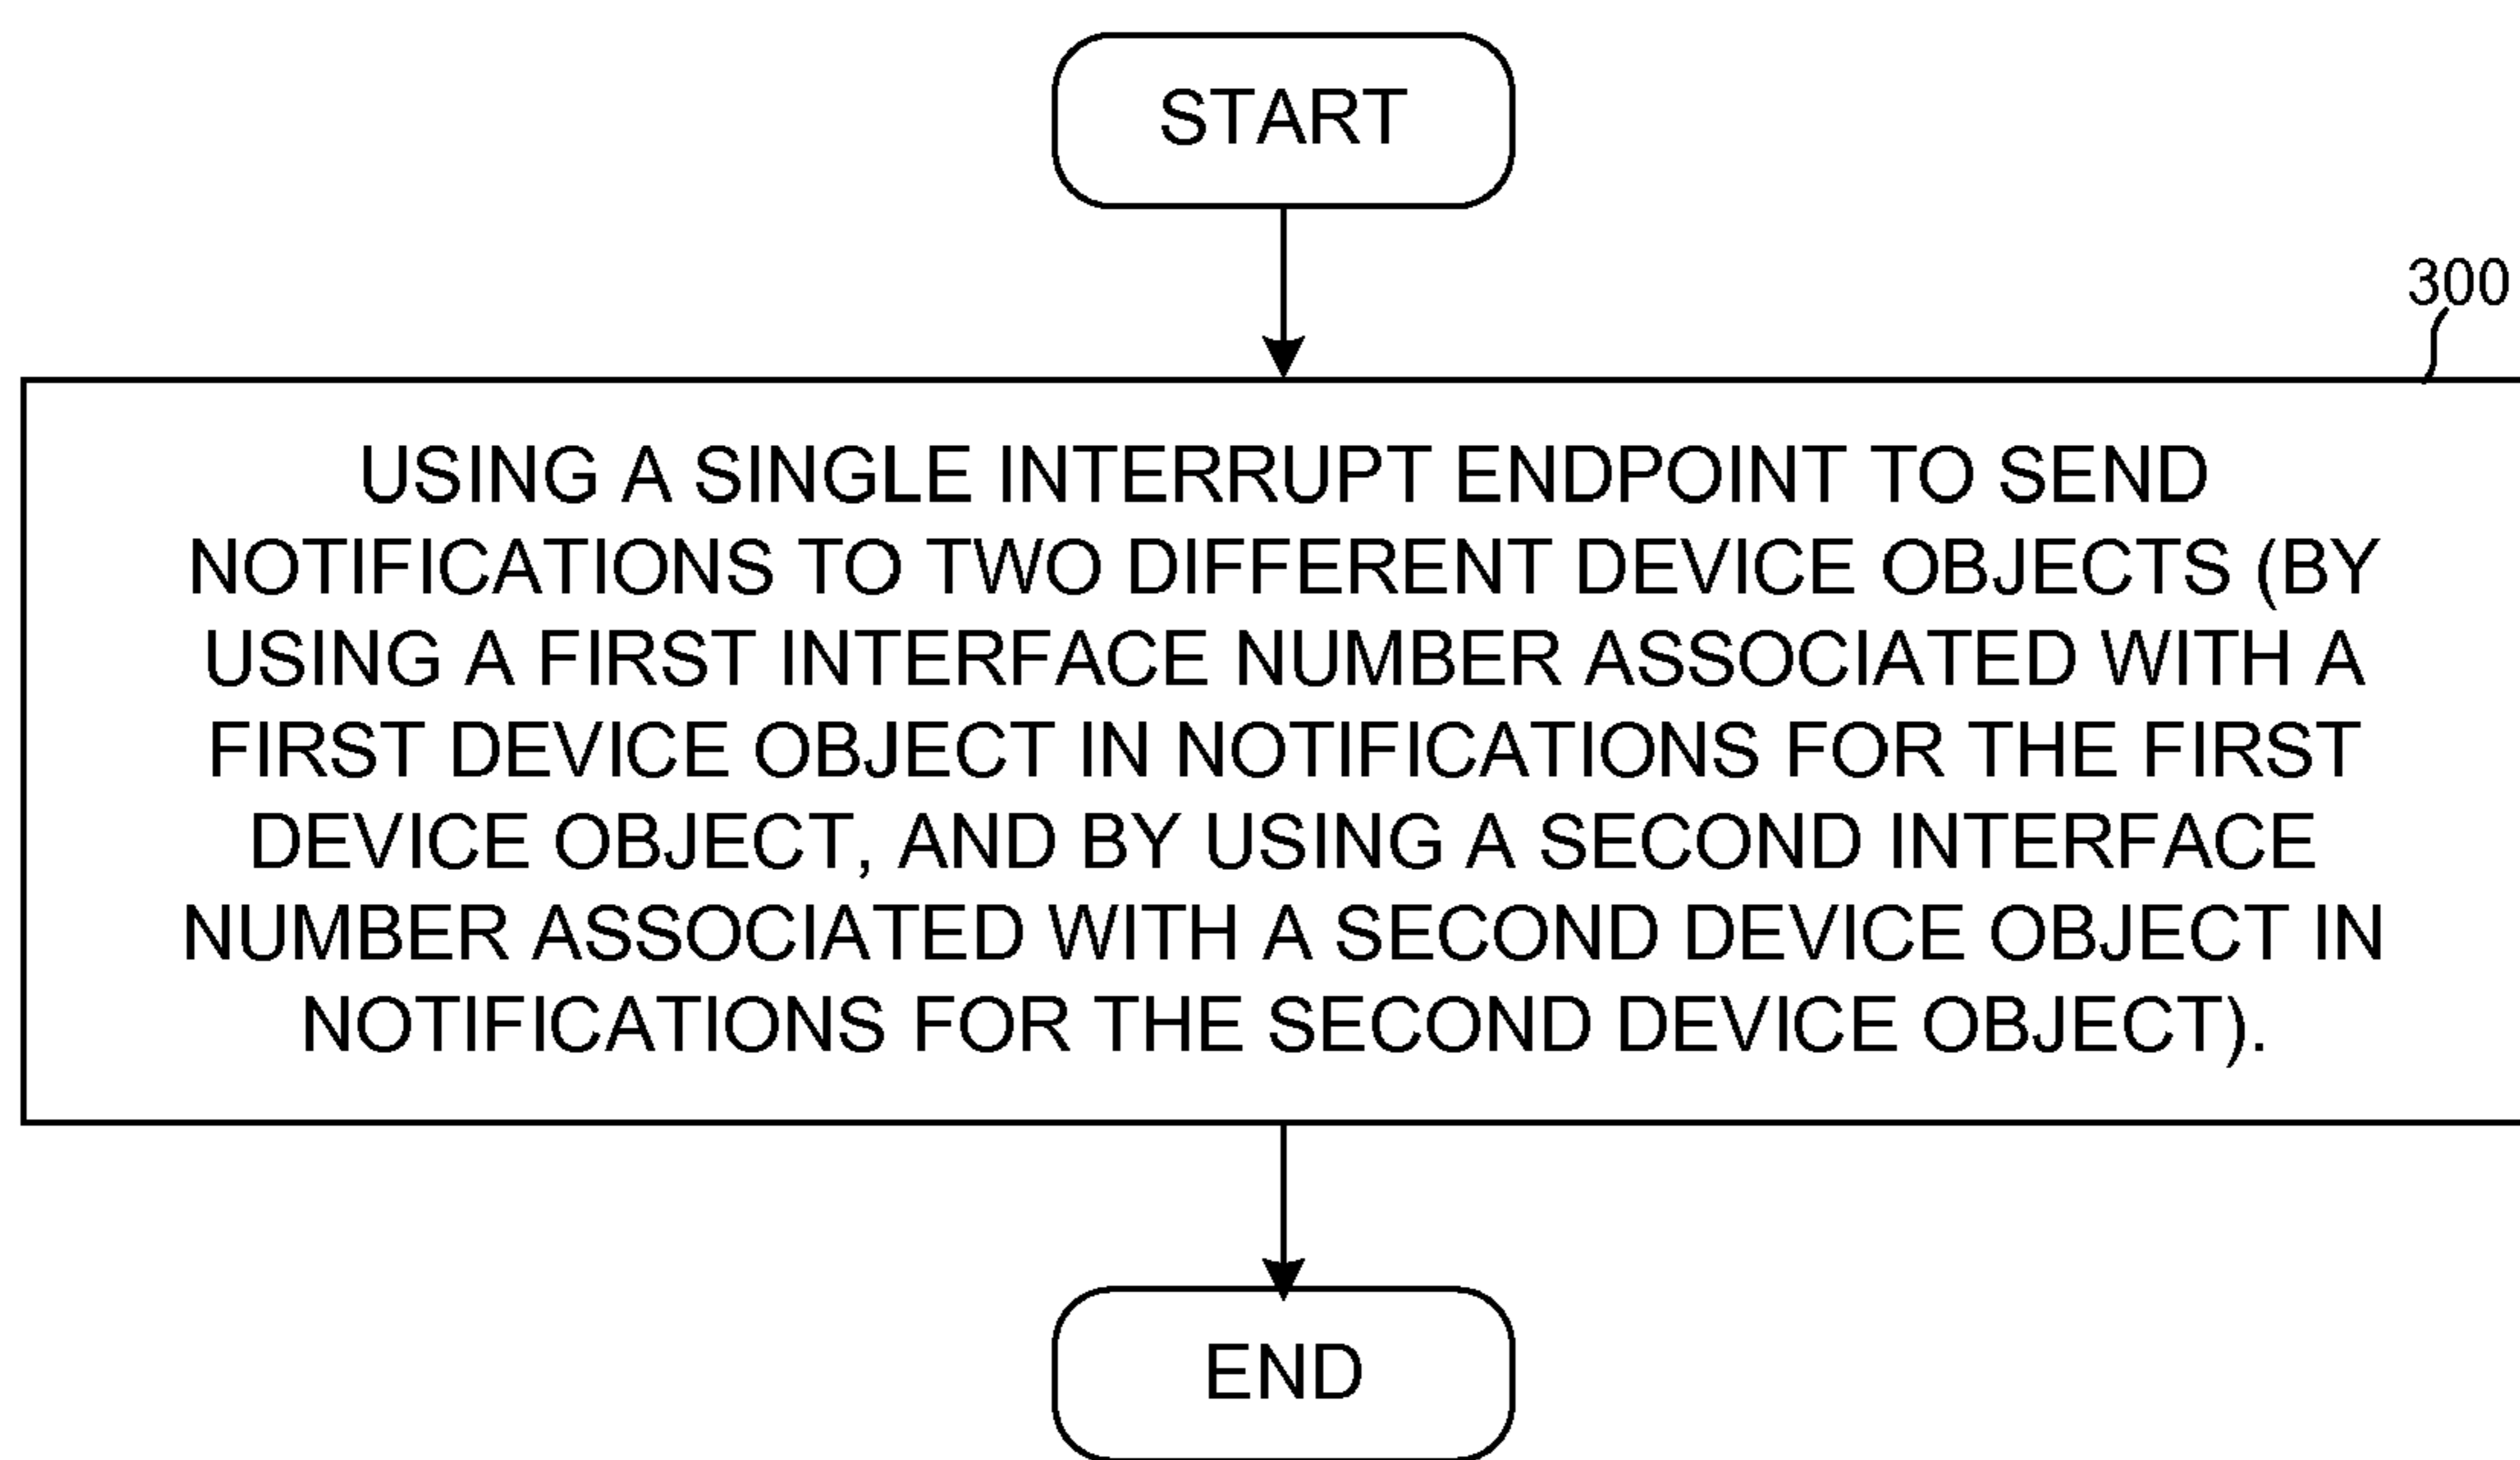 START
300
USING A SINGLE INTERRUPT ENDPOINT TO SEND
NOTIFICATIONS TO TWO DIFFERENT DEVICE OBJECTS (BY
USING A FIRST INTERFACE NUMBER ASSOCIATED WITH A
FIRST DEVICE OBJECT IN NOTIFICATIONS FOR THE FIRST
DEVICE OBJECT, AND BY USING A SECOND INTERFACE
NUMBER ASSOCIATED WITH A SECOND DEVICE OBJECT IN
NOTIFICATIONS FOR THE SECOND DEVICE OBJECT).
END